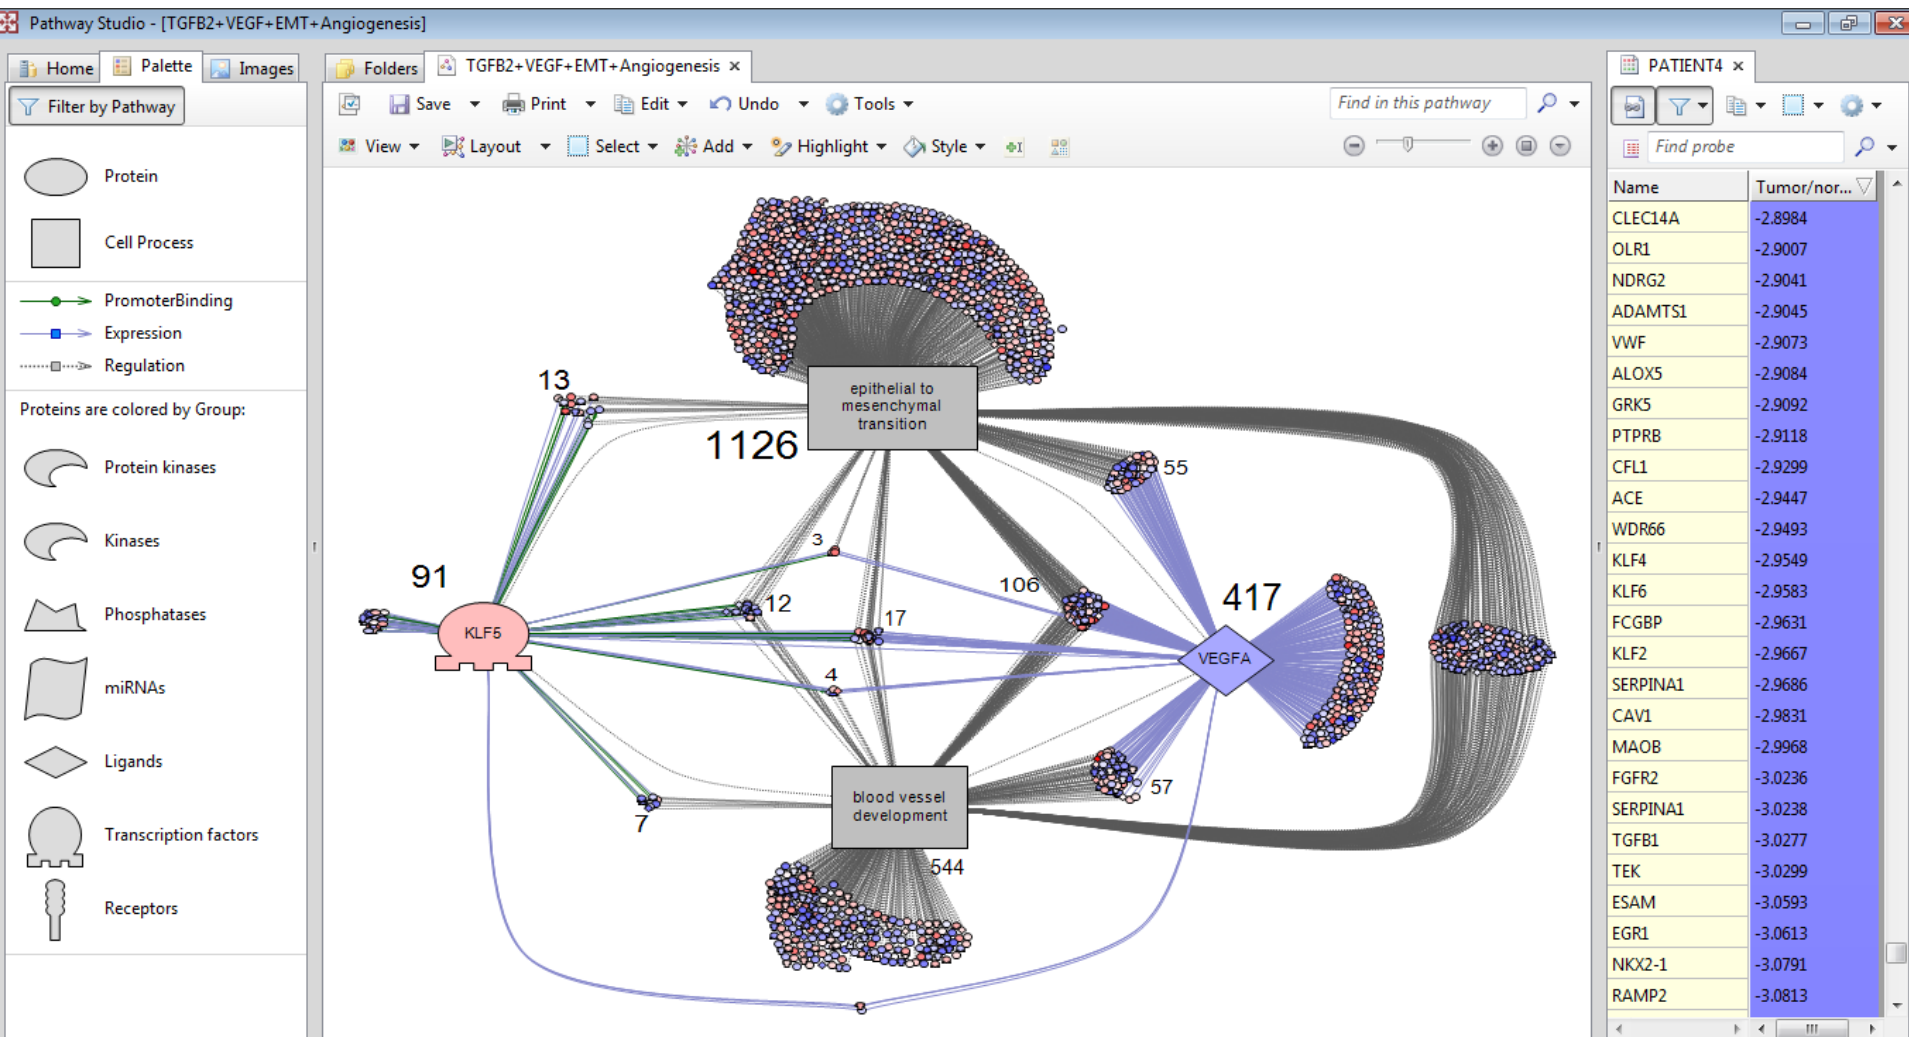 Pathway Studio - [TGFB2+VEGF+EMT+Angiogenesis]
Home
Palette
Images
Filter by Pathway
Protein
Cell Process
PromoterBinding
Expression
Regulation
Proteins are colored by Group:
Protein kinases
Kinases
Phosphatases
miRNAs
Ligands
Transcription factors
Receptors
Folders
TGFB2+VEGF+EMT+Angiogenesis ×
Save
Print
Edit
Undo
Tools
Find in this pathway
View
Layout
Select
Add
Highlight
Style
epithelial to
mesenchymal
transition
13
1126
55
3
91
106
12
417
17
KLF5
VEGFA
4
57
blood vessel
development
7
544
PATIENT4 ×
Find probe
Name Tumor/nor...
CLEC14A -2.8984
OLR1 -2.9007
NDRG2 -2.9041
ADAMTS1 -2.9045
VWF -2.9073
ALOX5 -2.9084
GRK5 -2.9092
PTPRB -2.9118
CFL1 -2.9299
ACE -2.9447
WDR66 -2.9493
KLF4 -2.9549
KLF6 -2.9583
FCGBP -2.9631
KLF2 -2.9667
SERPINA1 -2.9686
CAV1 -2.9831
MAOB -2.9968
FGFR2 -3.0236
SERPINA1 -3.0238
TGFB1 -3.0277
TEK -3.0299
ESAM -3.0593
EGR1 -3.0613
NKX2-1 -3.0791
RAMP2 -3.0813